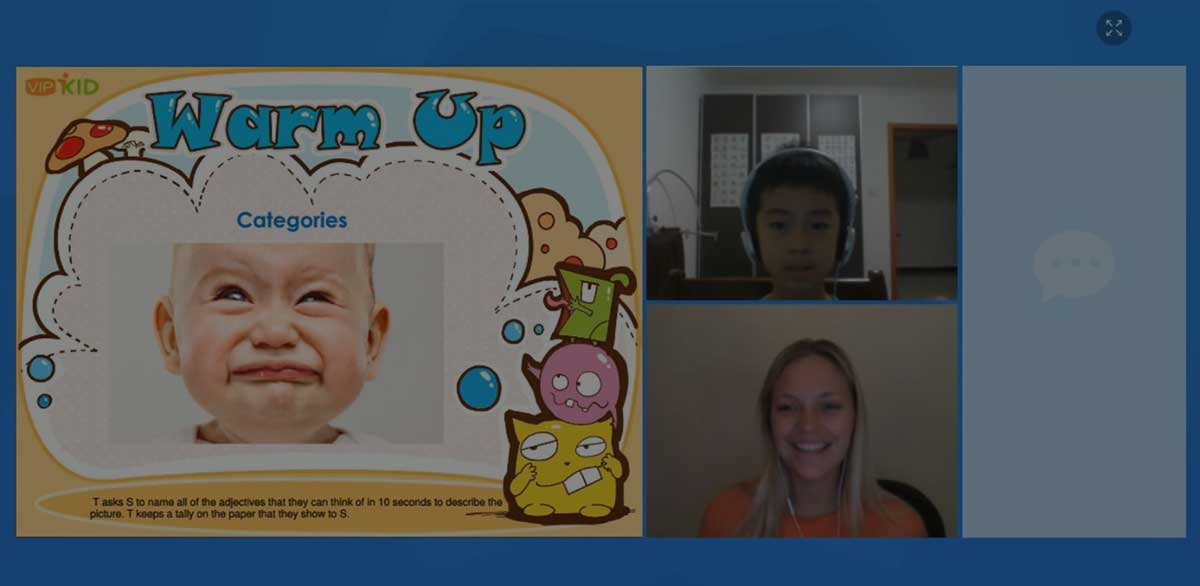 VIPKID
Warm Up
Categories
T asks S to name all of the adjectives that they can think of in 10 seconds to describe the
picture. T keeps a tally on the paper that they show to S.